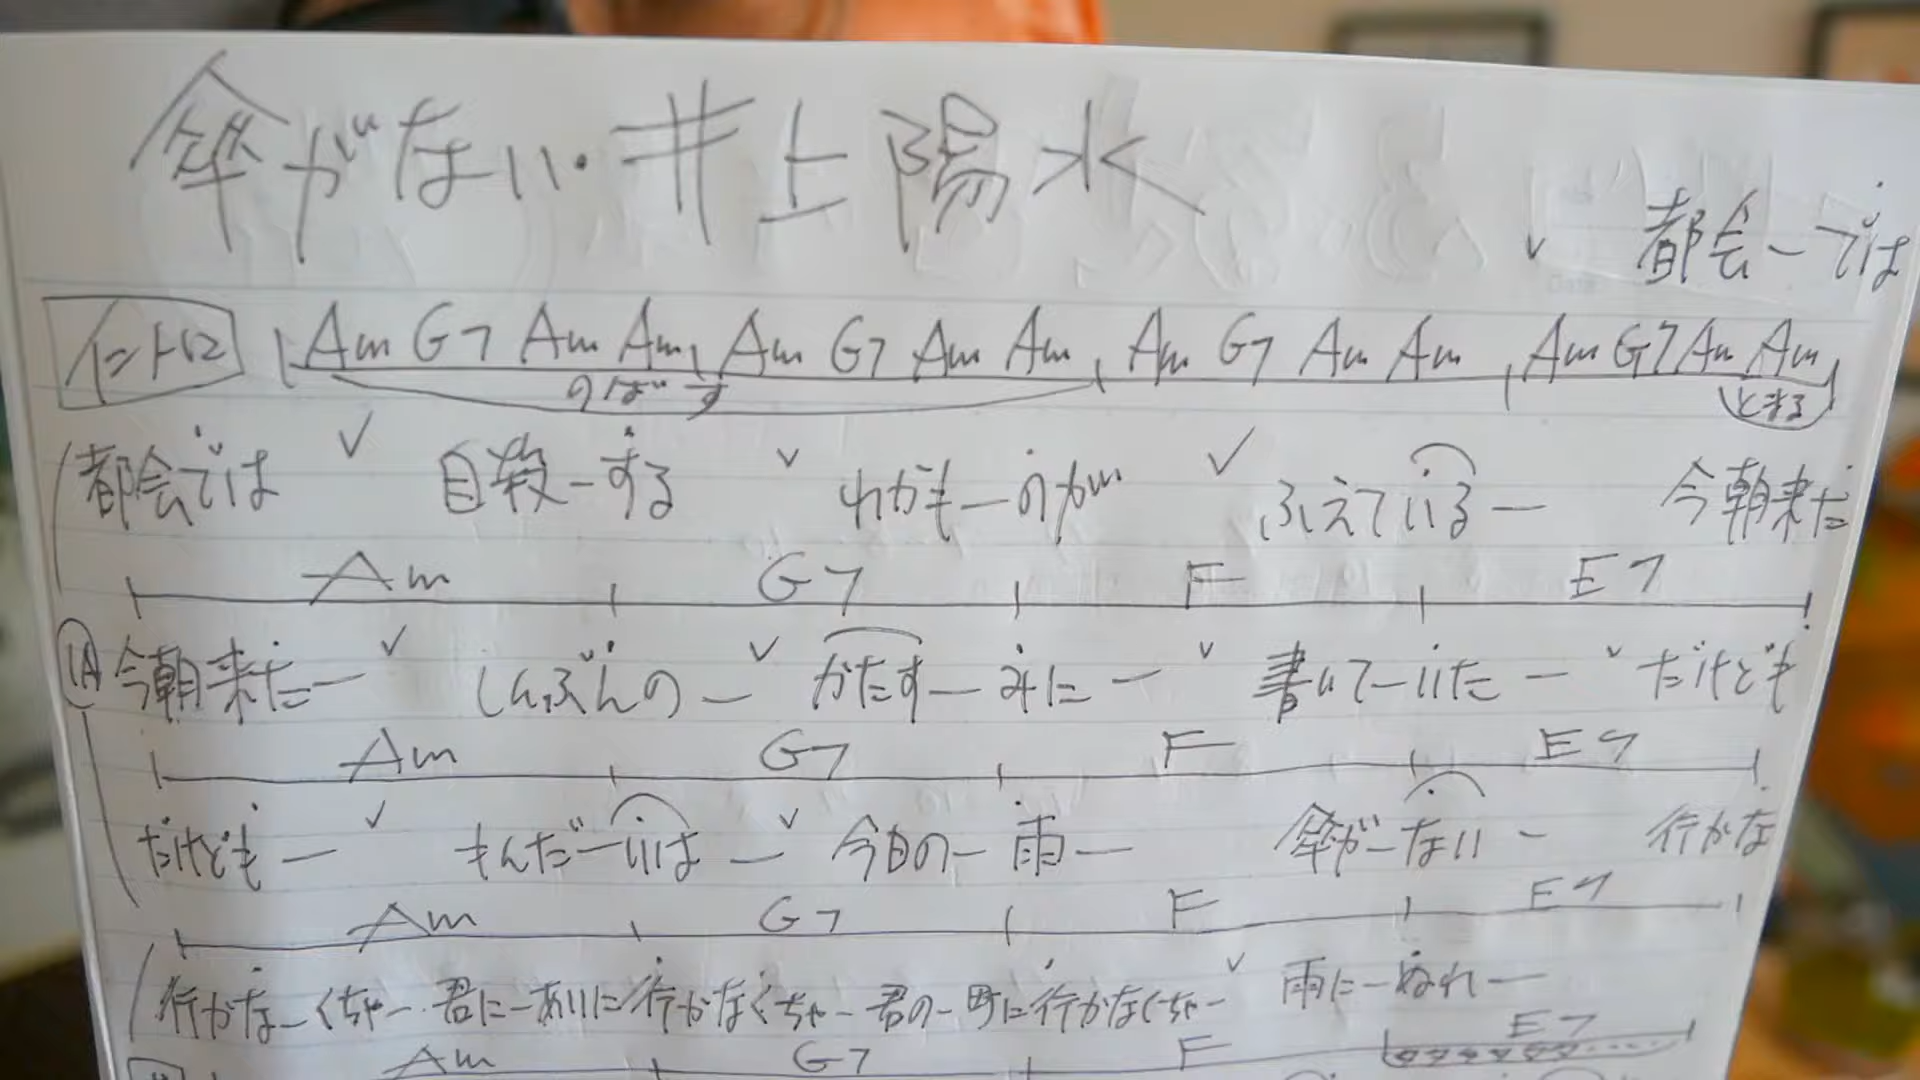 傘がない・井上陽水
都会ーでは
イントロ Am G7 Am Am Am G7 Am Am Am G7 Am Am Am G7 Am Am
のばす とまる
都会では 自殺ーする わかもーのが ふえているー 今朝来だ
Am G7 F E7
1A 今朝来たー しんぶんのー かたすーみにー 書いてーいたー だけども
Am G7 F E7
だけどもー もんだーいはー 今日のー雨ー 傘がーないー 行かな
Am G7 F E7
行かなーくちゃー君にーあいに行かなくちゃー君のー町に行かなくちゃー 雨にーぬれー
Am G7 F E7